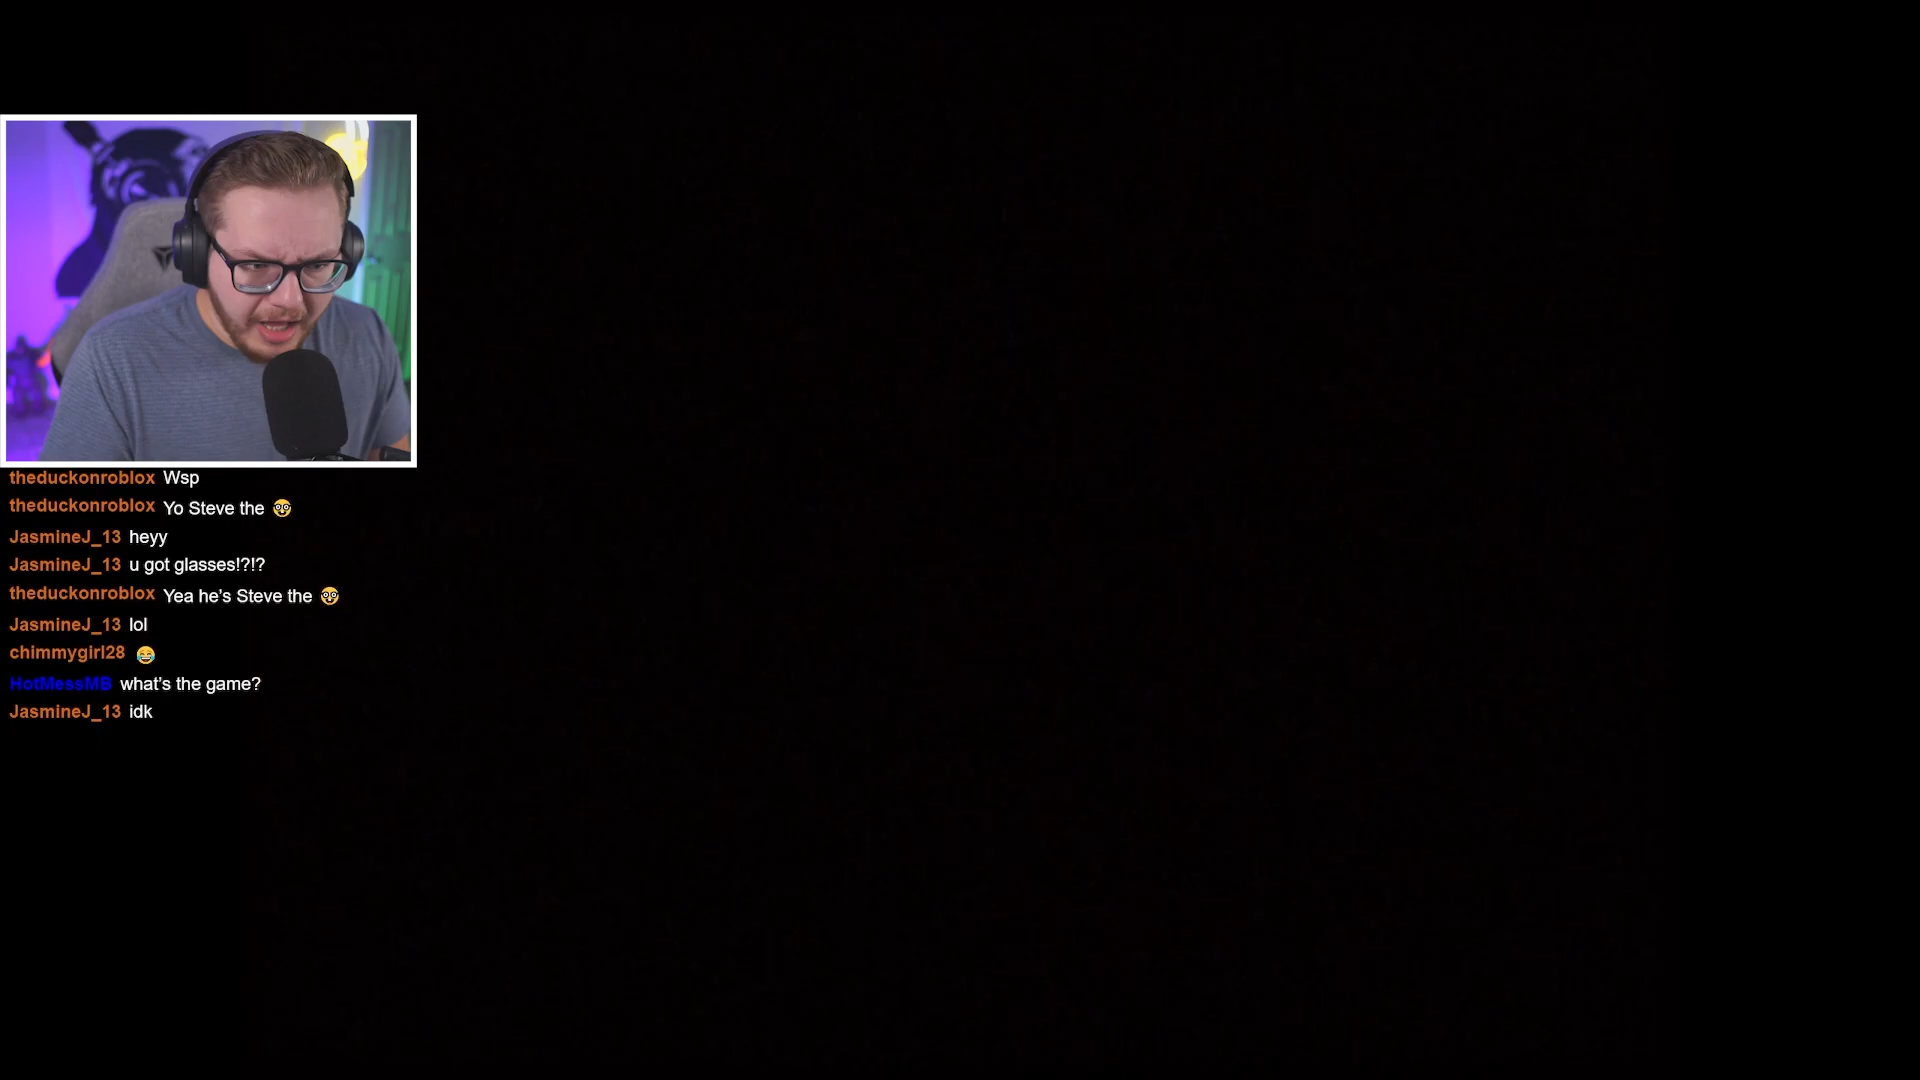 theduckonroblox Wsp
theduckonroblox Yo Steve the 🤓
JasmineJ_13 heyy
JasmineJ_13 u got glasses!?!?
theduckonroblox Yea he's Steve the 🤓
JasmineJ_13 lol
chimmygirl28 😂
HotMessMB what's the game?
JasmineJ_13 idk